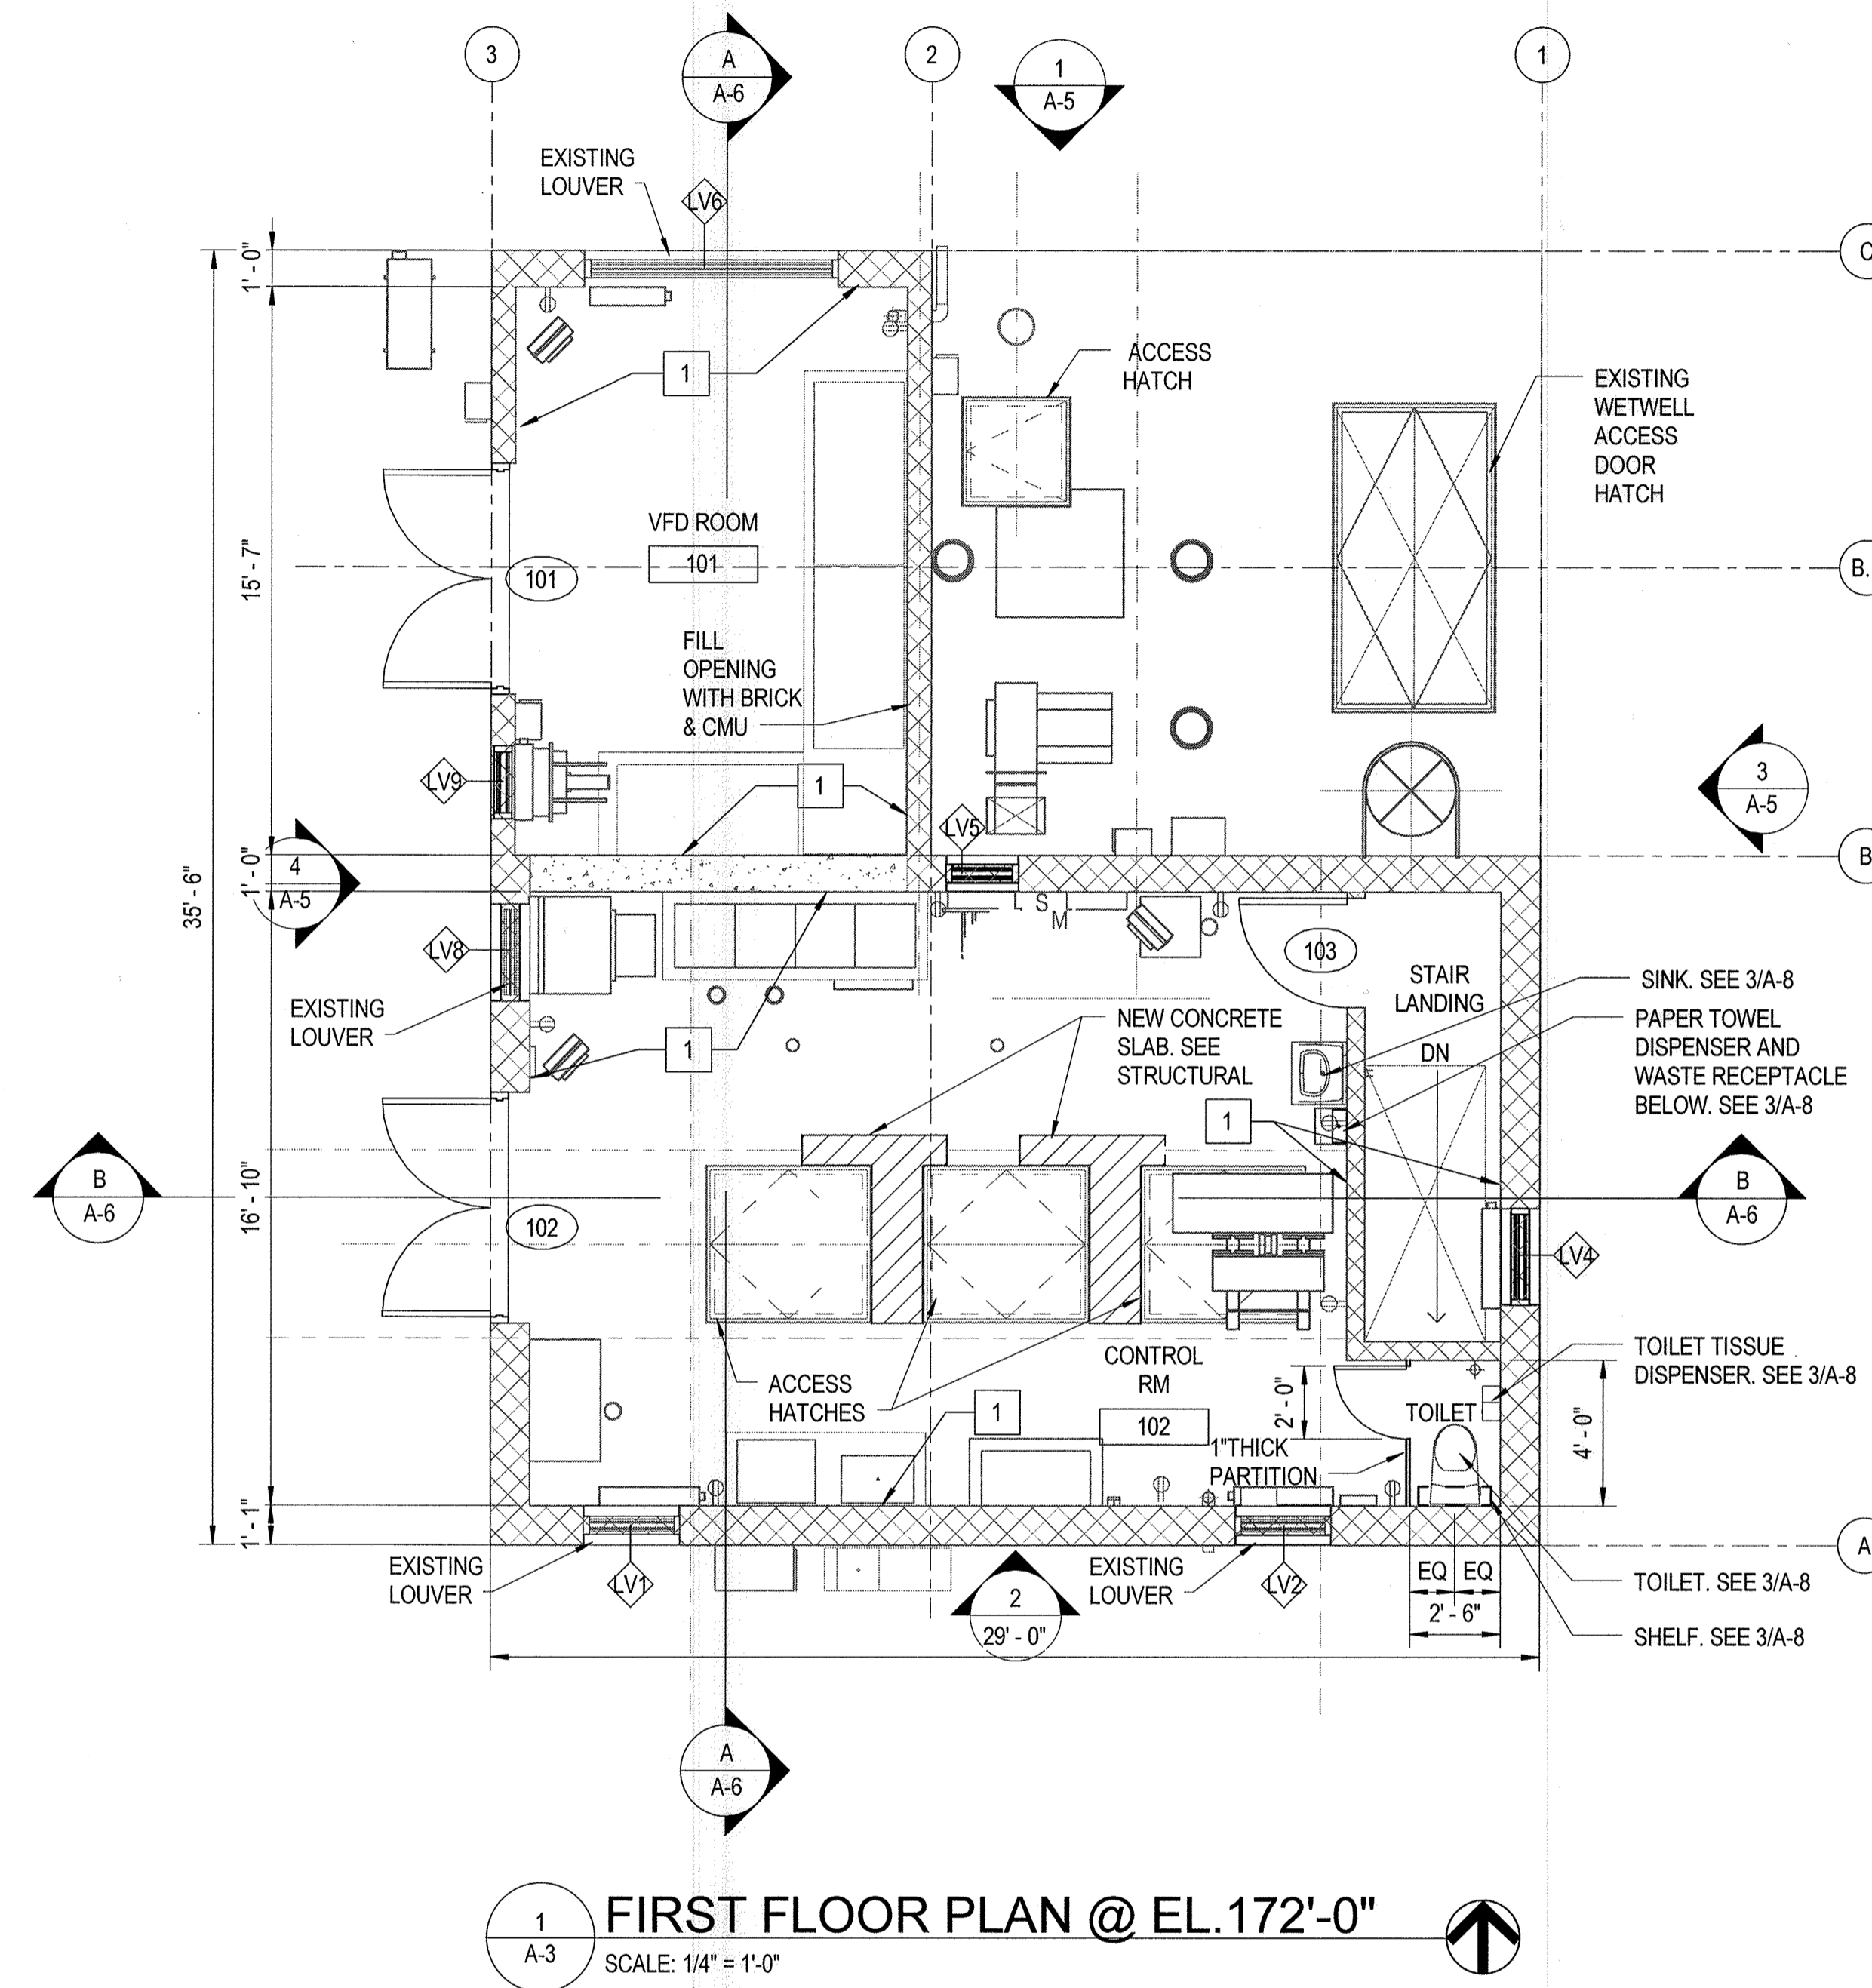 3
A
A-6
2
1
A-5
1
EXISTING
LOUVER
LV6
C
1' - 0"
1
ACCESS
HATCH
EXISTING
WETWELL
ACCESS
DOOR
HATCH
VFD ROOM
101
101
15' - 7"
B.
FILL
OPENING
WITH BRICK
& CMU
LV9
1
3
A-5
LV5
4
A-5
1' - 0"
B
35' - 6"
L S
M
103
LV8
STAIR
LANDING
SINK. SEE 3/A-8
EXISTING
LOUVER
1
NEW CONCRETE
SLAB. SEE
STRUCTURAL
DN
PAPER TOWEL
DISPENSER AND
WASTE RECEPTACLE
BELOW. SEE 3/A-8
1
B
A-6
16' - 10"
102
B
A-6
LV4
CONTROL
RM
102
ACCESS
HATCHES
1
2' - 0"
TOILET
4' - 0"
TOILET TISSUE
DISPENSER. SEE 3/A-8
1"THICK
PARTITION
1' - 1"
A
EXISTING
LOUVER
LV1
2
29' - 0"
EXISTING
LOUVER
LV2
EQ EQ
2' - 6"
TOILET. SEE 3/A-8
SHELF. SEE 3/A-8
A
A-6
1
A-3
FIRST FLOOR PLAN @ EL.172'-0"
SCALE: 1/4" = 1'-0"